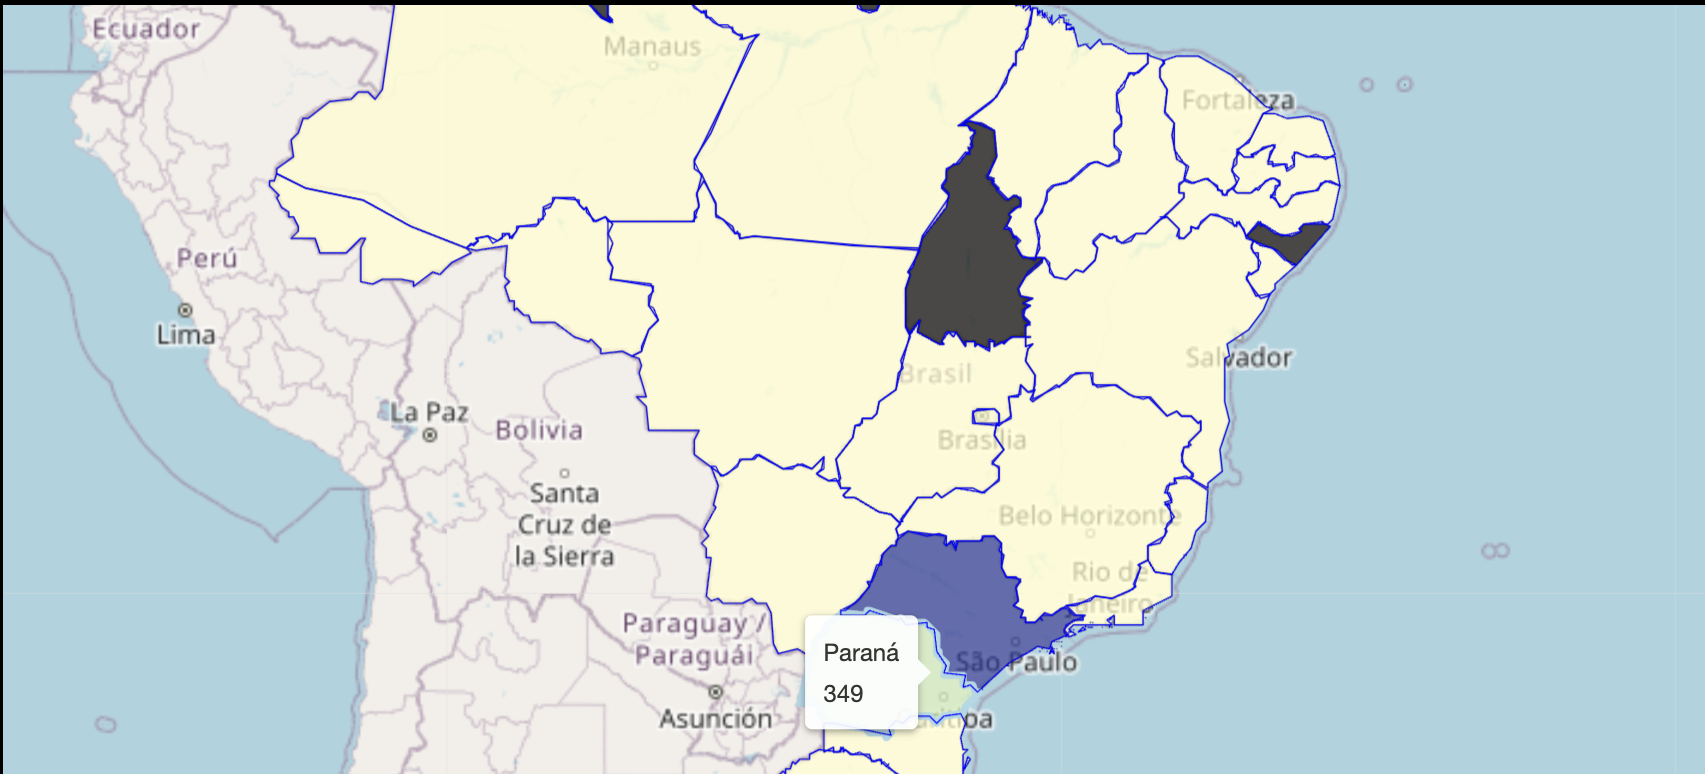 Ecuador
Manaus
Fortaleza
Perú
Lima
Salvador
Brasil
La Paz
Bolivia
Brasilia
Santa
Cruz de
la Sierra
Belo Horizonte
Rio de
Janeiro
Paraguay /
Paraguái
Paraná
349
São Paulo
Asunción